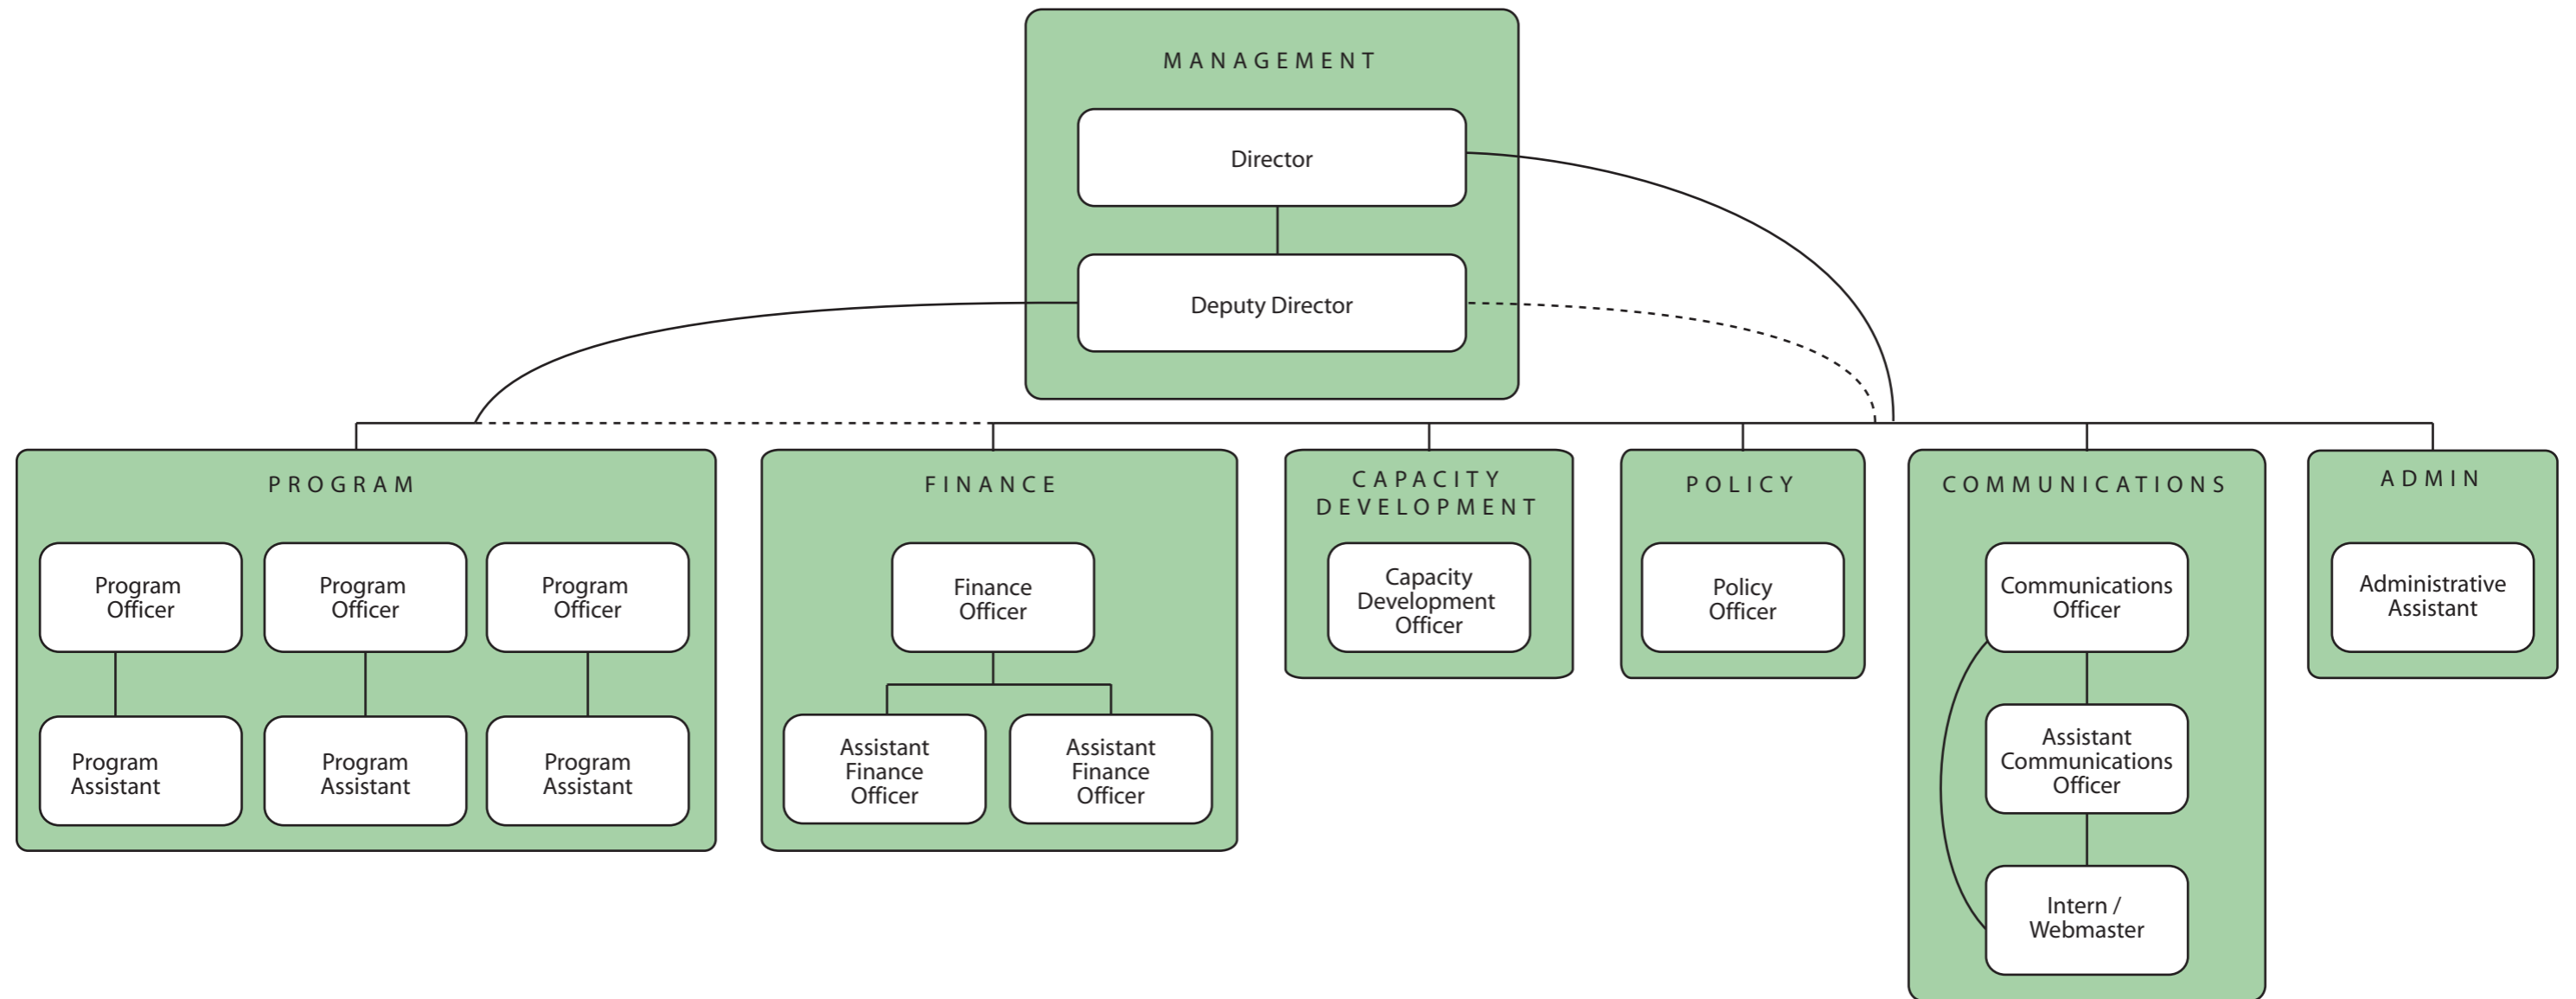 MANAGEMENT
Director
Deputy Director
PROGRAM
Program
Officer
Program
Officer
Program
Officer
Program
Assistant
Program
Assistant
Program
Assistant
FINANCE
Finance
Officer
Assistant
Finance
Officer
Assistant
Finance
Officer
CAPACITY
DEVELOPMENT
Capacity
Development
Officer
POLICY
Policy
Officer
COMMUNICATIONS
Communications
Officer
Assistant
Communications
Officer
Intern /
Webmaster
ADMIN
Administrative
Assistant